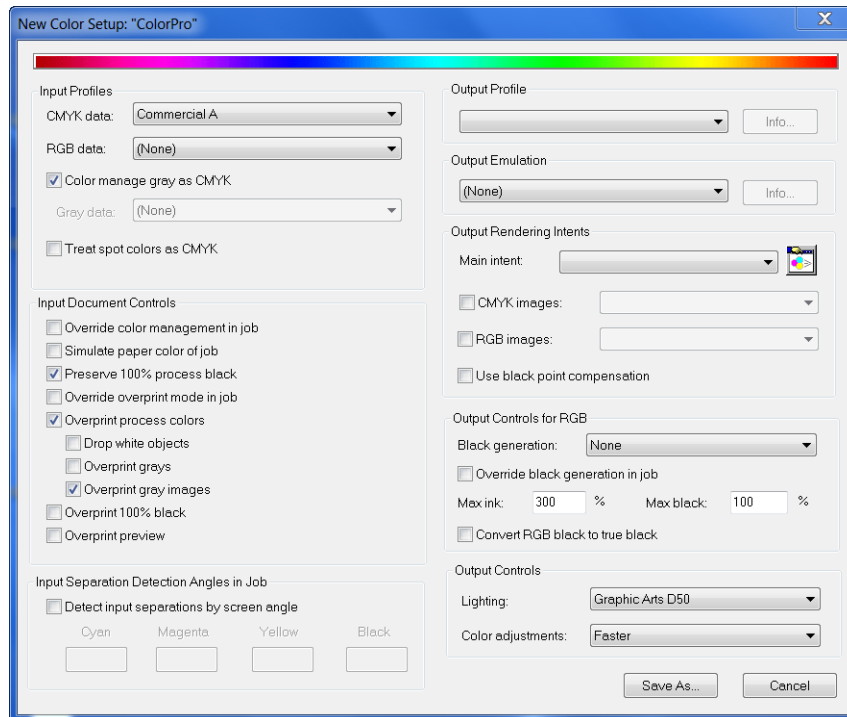 New Color Setup: "ColorPro"
Input Profiles
CMYK data: Commercial A
RGB data: (None)
Color manage gray as CMYK
Gray data: (None)
Treat spot colors as CMYK
Input Document Controls
Override color management in job
Simulate paper color of job
Preserve 100% process black
Override overprint mode in job
Overprint process colors
Drop white objects
Overprint grays
Overprint gray images
Overprint 100% black
Overprint preview
Input Separation Detection Angles in Job
Detect input separations by screen angle
Cyan Magenta Yellow Black
Output Profile
Info...
Output Emulation
(None) Info...
Output Rendering Intents
Main intent:
CMYK images:
RGB images:
Use black point compensation
Output Controls for RGB
Black generation: None
Override black generation in job
Max ink: 300 % Max black: 100 %
Convert RGB black to true black
Output Controls
Lighting: Graphic Arts D50
Color adjustments: Faster
Save As... Cancel